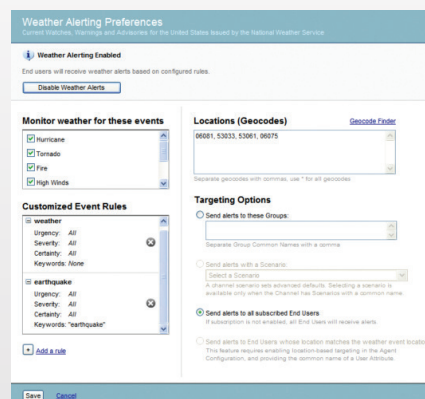 Weather Alerting Preferences
Current Watches, Warnings and Advisories for the United States issued by the National Weather Service
Weather Alerting Enabled
End users will receive weather alerts based on configured rules.
Disable Weather Alerts
Monitor weather for these events
Hurricane
Tornado
Fire
High Winds
Customized Event Rules
weather
Urgency: All
Severity: All
Certainty: All
Keywords: None
earthquake
Urgency: All
Severity: All
Certainty: All
Keywords: "earthquake"
Add a rule
Locations (Geocodes)
Geocode Finder
06081, 53033, 53061, 06075
Separate geocodes with commas, use * for all geocodes
Targeting Options
Send alerts to these Groups:
Separate Group Common Names with a comma
Send alerts with a Scenario:
Select a Scenario
A channel scenario sets advanced defaults. Selecting a scenario is
available only when the Channel has Scenarios with a common name.
Send alerts to all subscribed End Users
If subscription is not enabled, all End Users will receive alerts.
Send alerts to End Users whose location matches the weather event locatio
This feature requires enabling location-based targeting in the Agent
Configuration, and providing the common name of a User Attribute.
Save
Cancel